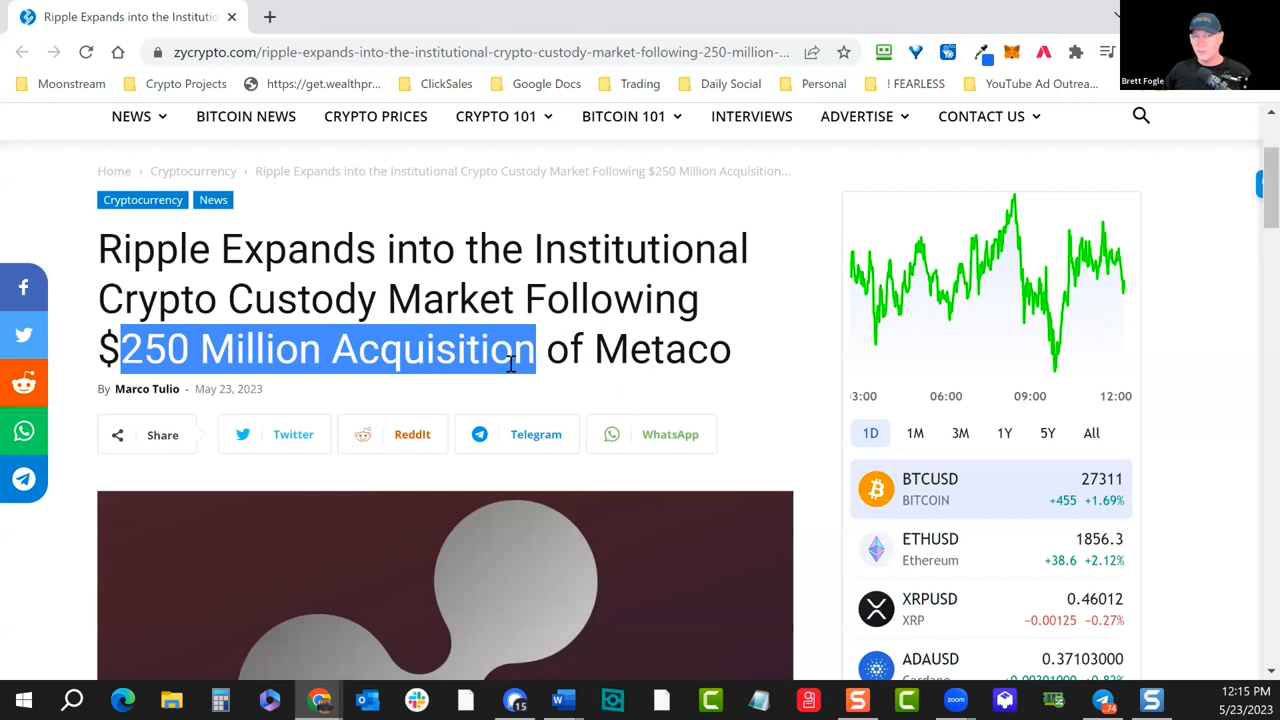 Ripple Expands into the Institutio
zycrypto.com/ripple-expands-into-the-institutional-crypto-custody-market-following-250-million-...
Brett Fogle
Moonstream
Crypto Projects
https://get.wealthpr...
ClickSales
Google Docs
Trading
Daily Social
Personal
! FEARLESS
YouTube Ad Outrea...
NEWS
BITCOIN NEWS
CRYPTO PRICES
CRYPTO 101
BITCOIN 101
INTERVIEWS
ADVERTISE
CONTACT US
Home › Cryptocurrency › Ripple Expands into the Institutional Crypto Custody Market Following $250 Million Acquisition...
Cryptocurrency
News
Ripple Expands into the Institutional
Crypto Custody Market Following
$250 Million Acquisition of Metaco
By Marco Tulio - May 23, 2023
Share
Twitter
ReddIt
Telegram
WhatsApp
03:00
06:00
09:00
12:00
1D
1M
3M
1Y
5Y
All
BTCUSD 27311
BITCOIN +455 +1.69%
ETHUSD 1856.3
Ethereum +38.6 +2.12%
XRPUSD 0.46012
XRP −0.00125 −0.27%
ADAUSD 0.37103000
15
74
12:15 PM
5/23/2023